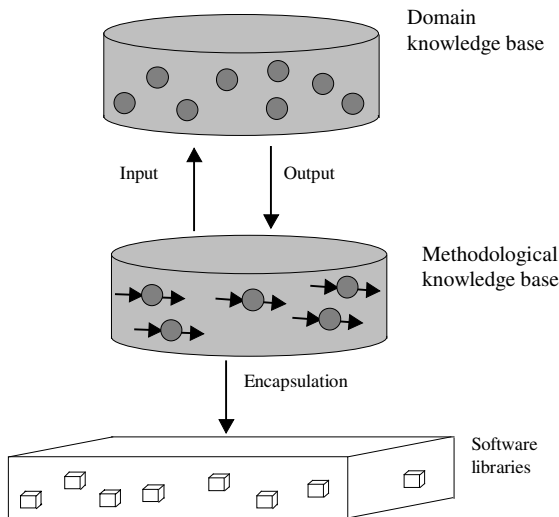 Domain
knowledge base
Input
Output
Methodological
knowledge base
Encapsulation
Software
libraries